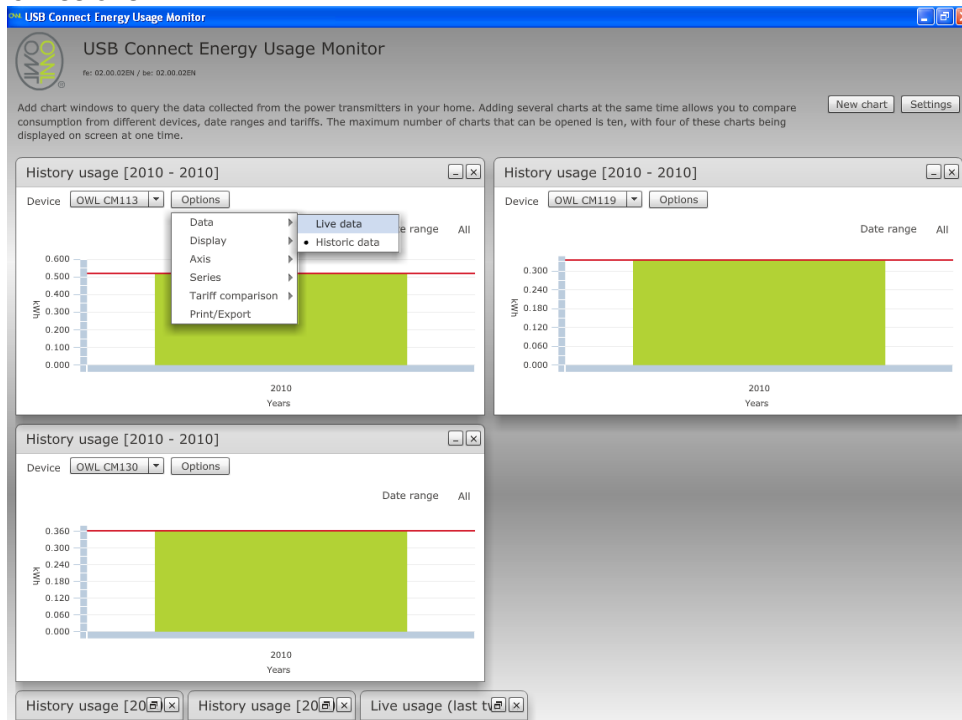 USB Connect Energy Usage Monitor
OWL
USB Connect Energy Usage Monitor
fe: 02.00.02EN / be: 02.00.02EN
Add chart windows to query the data collected from the power transmitters in your home. Adding several charts at the same time allows you to compare
consumption from different devices, date ranges and tariffs. The maximum number of charts that can be opened is ten, with four of these charts being
displayed on screen at one time.
New chart Settings
History usage [2010 - 2010]
Device OWL CM113 Options
Data
Display
Axis
Series
Tariff comparison
Print/Export
Live data
• Historic data
e range All
0.600
0.500
0.400
0.300
0.200
0.100
0.000
kWh
2010
Years
History usage [2010 - 2010]
Device OWL CM119 Options
Date range All
0.300
0.240
0.180
0.120
0.060
0.000
kWh
2010
Years
History usage [2010 - 2010]
Device OWL CM130 Options
Date range All
0.360
0.300
0.240
0.180
0.120
0.060
0.000
kWh
2010
Years
History usage [20
History usage [20
Live usage (last tw